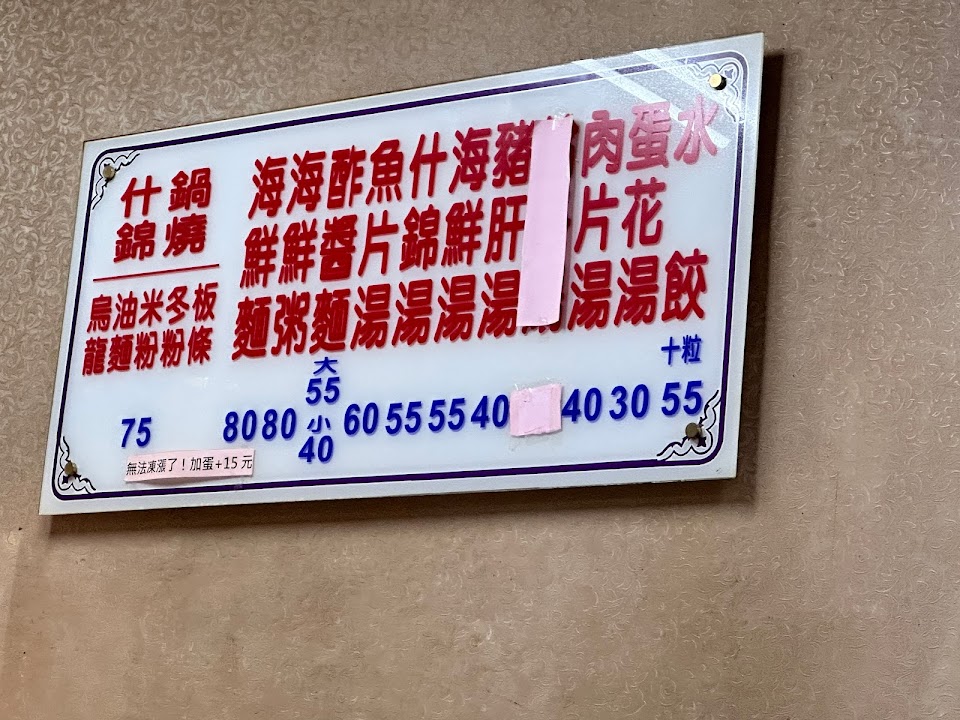 水餃
十粒
55
蛋花湯
30
肉片湯
40
豬肝湯
40
海鮮湯
55
什錦湯
55
魚片湯
60
酢醬麵
大
55
小
40
海鮮粥
80
海鮮麵
80
鍋燒
什錦
板條
冬粉
米粉
油麵
烏龍
75
無法凍漲了！加蛋+15 元